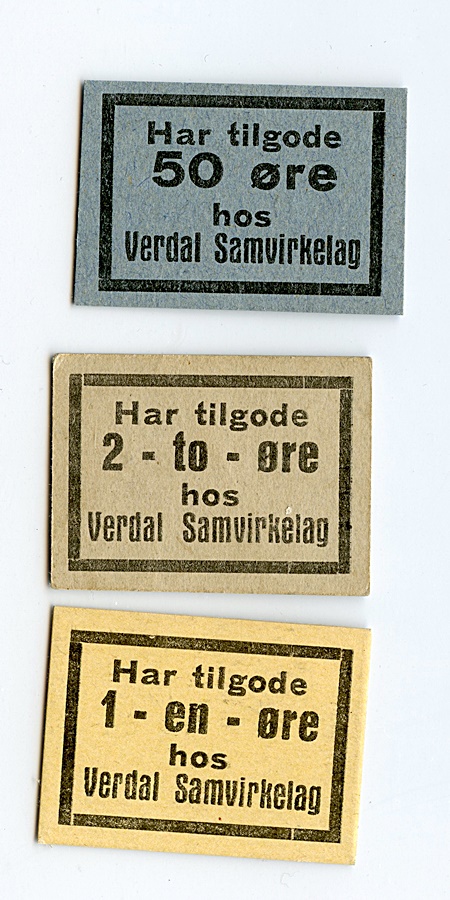 Har tilgode
50 øre
hos
Verdal Samvirkelag
Har tilgode
2 - to - øre
hos
Verdal Samvirkelag
Har tilgode
1 - en - øre
hos
Verdal Samvirkelag